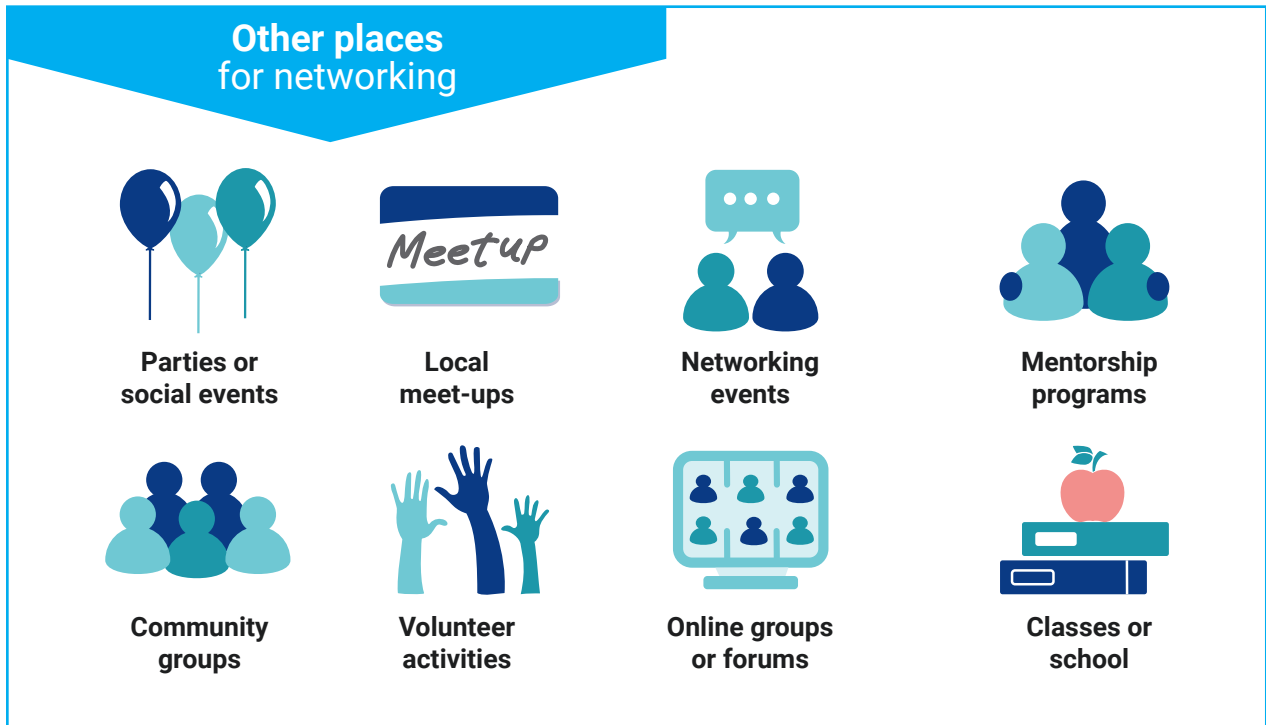 Other places
for networking
Meetup
Parties or
social events
Local
meet-ups
Networking
events
Mentorship
programs
Community
groups
Volunteer
activities
Online groups
or forums
Classes or
school